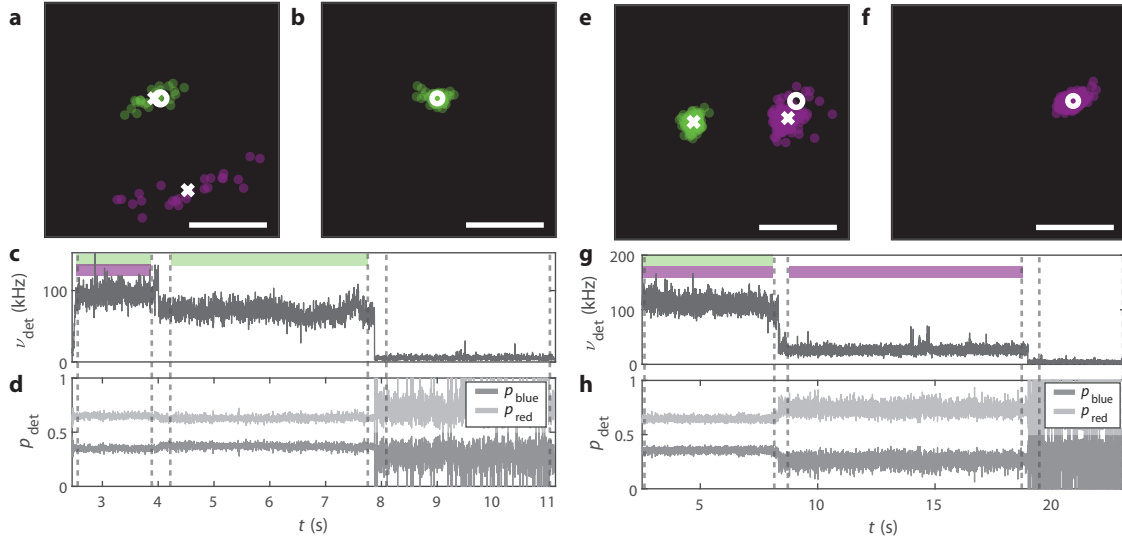 a
b
c
ν det (kHz)
100
0
d
p det
1
0.5
0
p blue
p red
3 4 5 6 7 8 9 10 11
t (s)
e
f
g
ν det (kHz)
200
100
0
h
p det
1
0.5
0
p blue
p red
5 10 15 20
t (s)